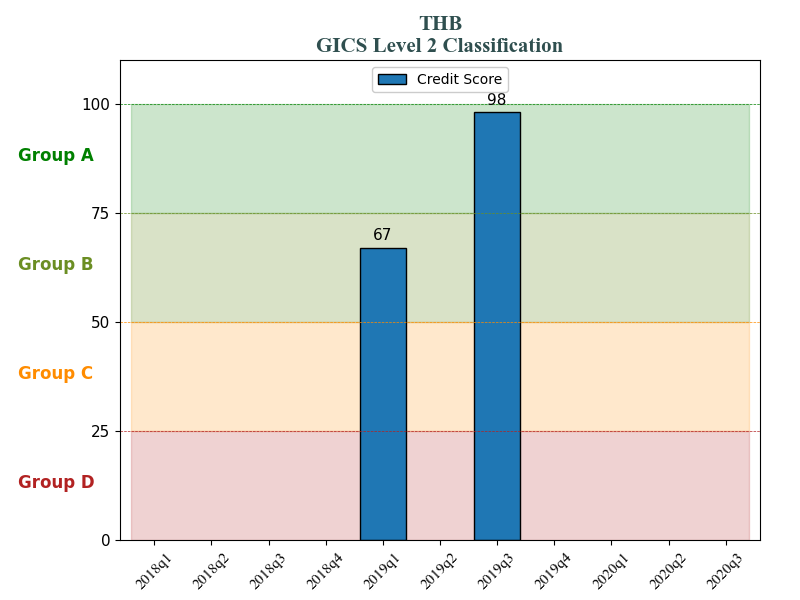 THB
GICS Level 2 Classification
Credit Score
100
98
Group A
75
67
Group B
50
Group C
25
Group D
0
2018q1
2018q2
2018q3
2018q4
2019q1
2019q2
2019q3
2019q4
2020q1
2020q2
2020q3